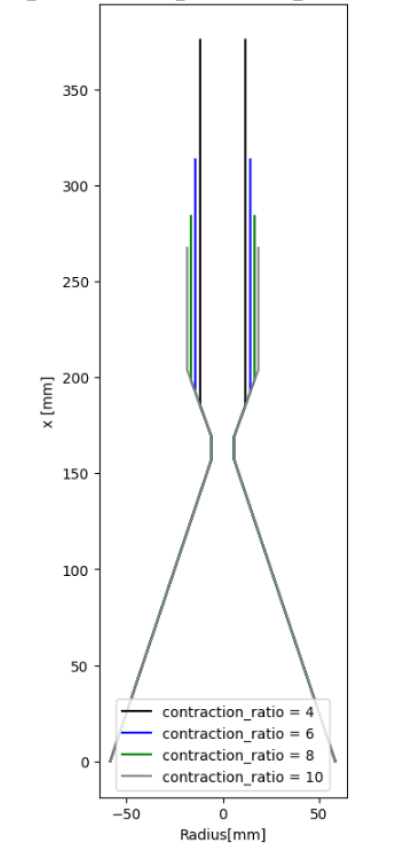 350
300
250
200
150
100
50
0
x [mm]
contraction_ratio = 4
contraction_ratio = 6
contraction_ratio = 8
contraction_ratio = 10
−50
0
50
Radius[mm]